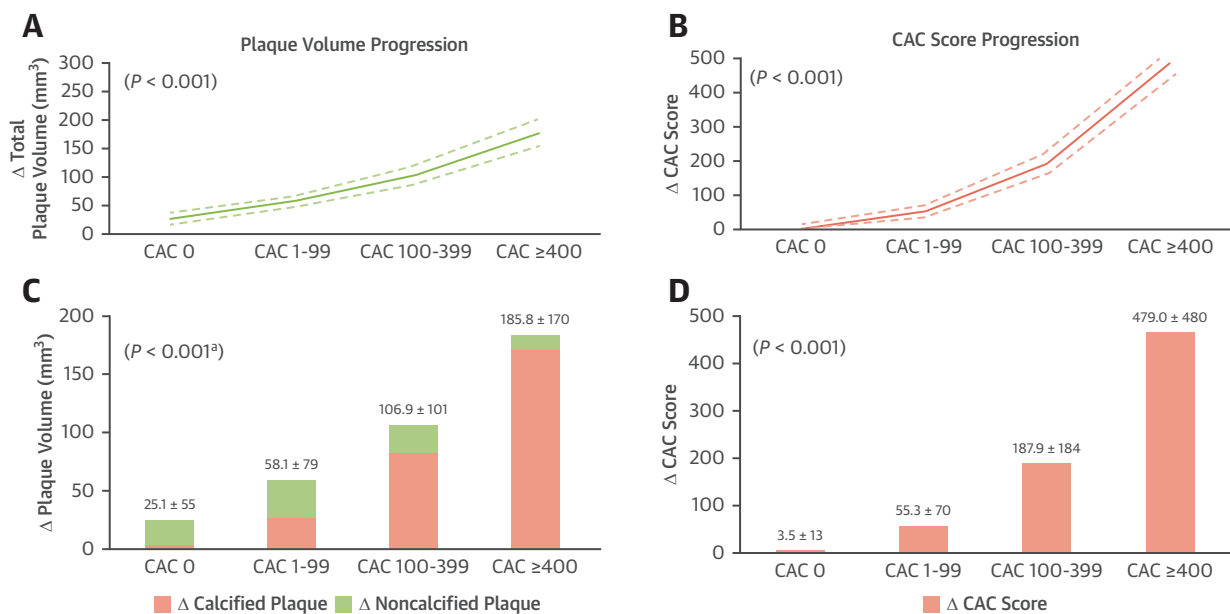 A
Plaque Volume Progression
Δ Total
Plaque Volume (mm³)
300
250
200
150
100
50
0
(P < 0.001)
CAC 0
CAC 1-99
CAC 100-399
CAC ≥400
B
CAC Score Progression
Δ CAC Score
500
400
300
200
100
0
(P < 0.001)
CAC 0
CAC 1-99
CAC 100-399
CAC ≥400
C
Δ Plaque Volume (mm³)
200
150
100
50
0
(P < 0.001ᵃ)
25.1 ± 55
58.1 ± 79
106.9 ± 101
185.8 ± 170
CAC 0
CAC 1-99
CAC 100-399
CAC ≥400
Δ Calcified Plaque
Δ Noncalcified Plaque
D
Δ CAC Score
500
400
300
200
100
0
(P < 0.001)
3.5 ± 13
55.3 ± 70
187.9 ± 184
479.0 ± 480
CAC 0
CAC 1-99
CAC 100-399
CAC ≥400
Δ CAC Score